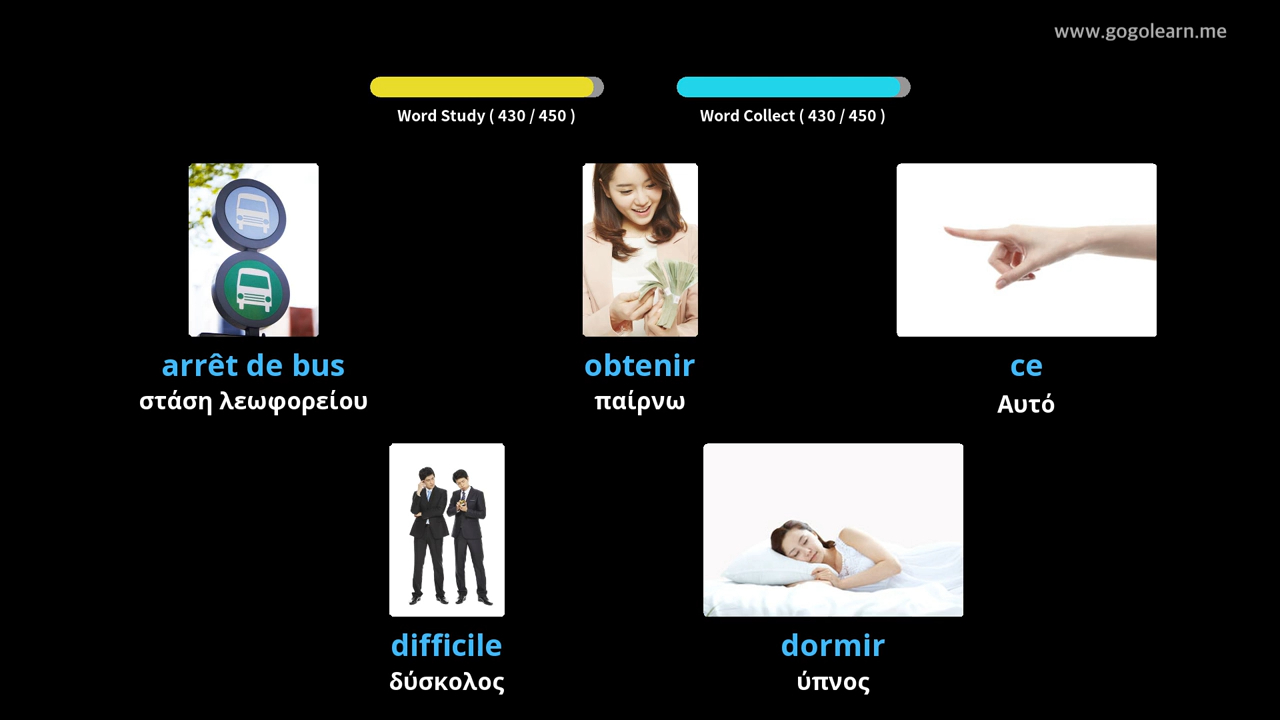 www.gogolearn.me
Word Study ( 430 / 450 )
Word Collect ( 430 / 450 )
arrêt de bus
στάση λεωφορείου
obtenir
παίρνω
ce
Αυτό
difficile
δύσκολος
dormir
ύπνος